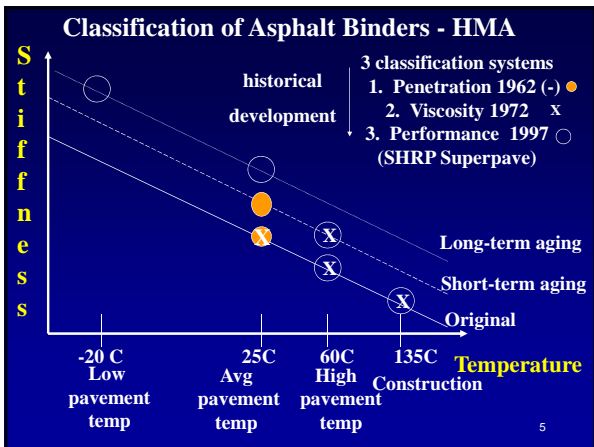 Classification of Asphalt Binders - HMA
Stiffness
historical
development
3 classification systems
1. Penetration 1962 (-)
2. Viscosity 1972 x
3. Performance 1997
(SHRP Superpave)
X
X
X
X
Long-term aging
Short-term aging
Original
-20 C
25C
60C
135C
Temperature
Low
pavement
temp
Avg
pavement
temp
High
pavement
temp
Construction
5